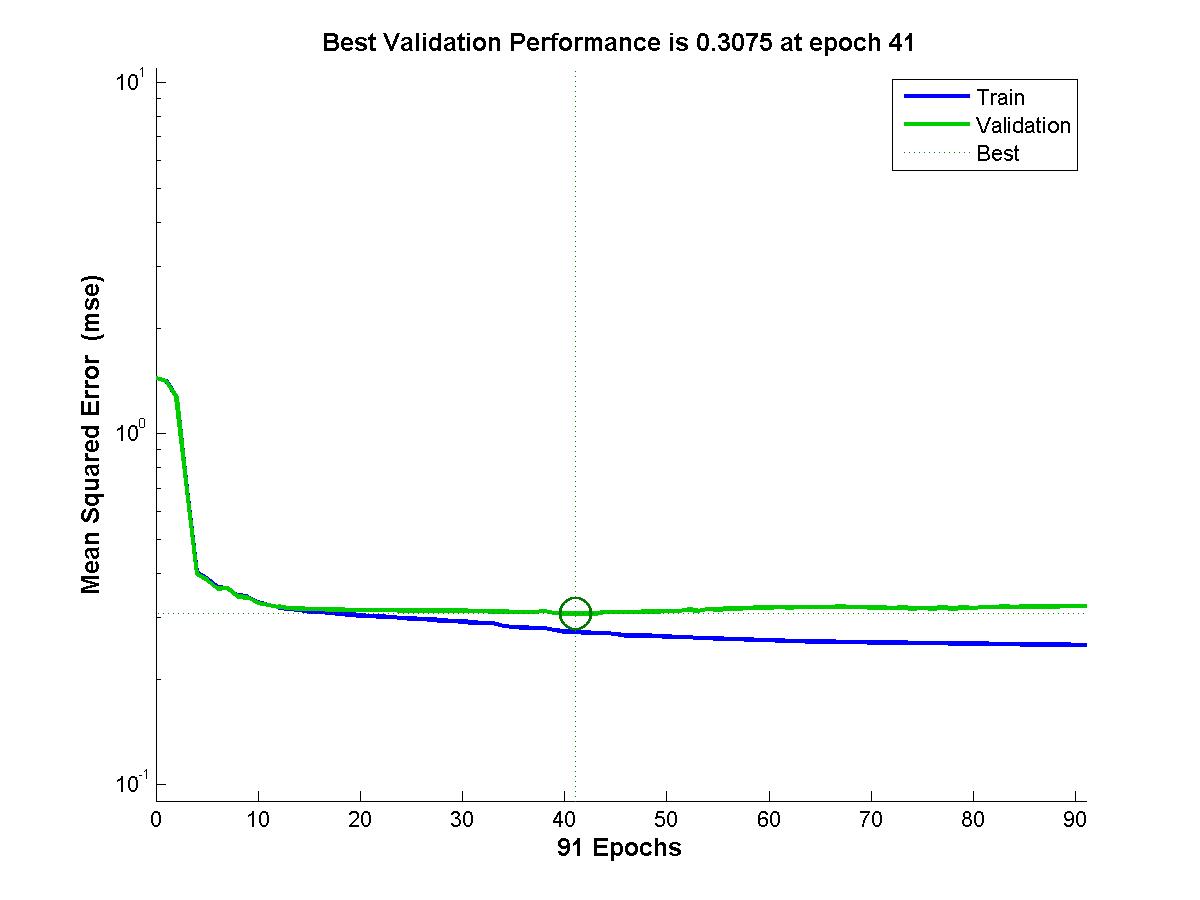 Best Validation Performance is 0.3075 at epoch 41
Train
Validation
Best
Mean Squared Error (mse)
10^1
10^0
10^-1
0 10 20 30 40 50 60 70 80 90
91 Epochs